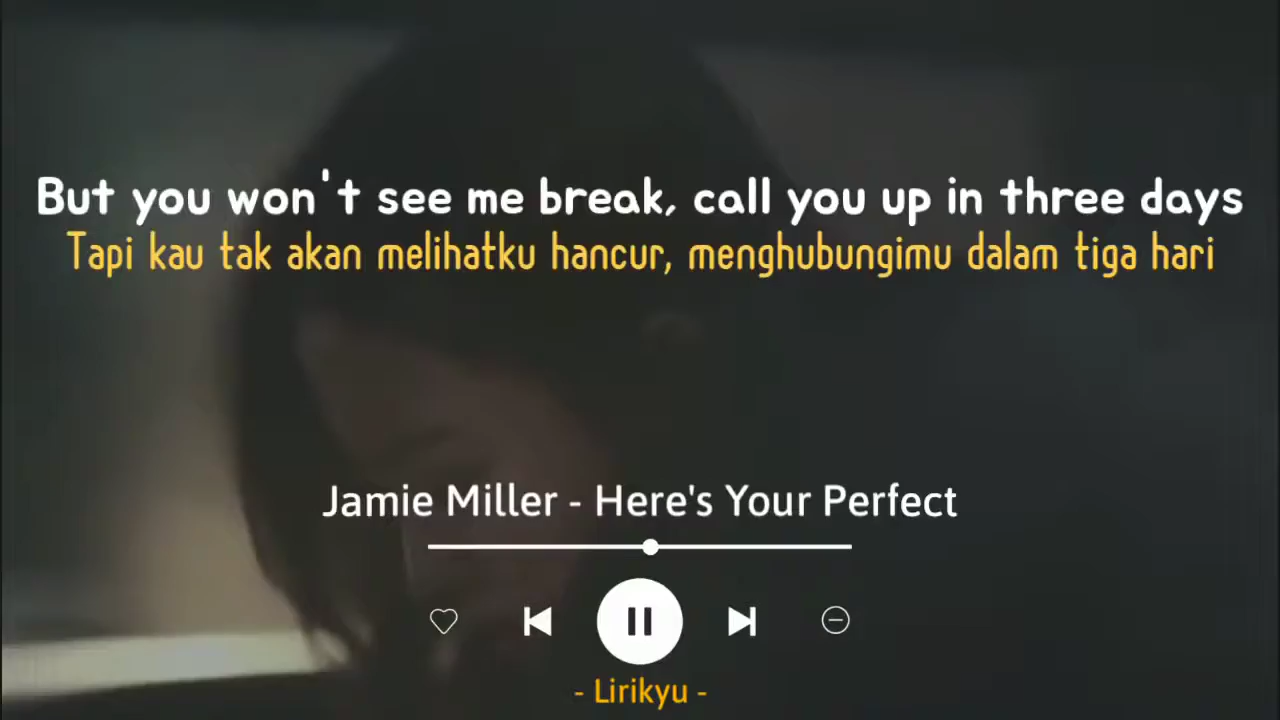 But you won't see me break, call you up in three days
Tapi kau tak akan melihatku hancur, menghubungimu dalam tiga hari
Jamie Miller - Here's Your Perfect
- Lirikyu -